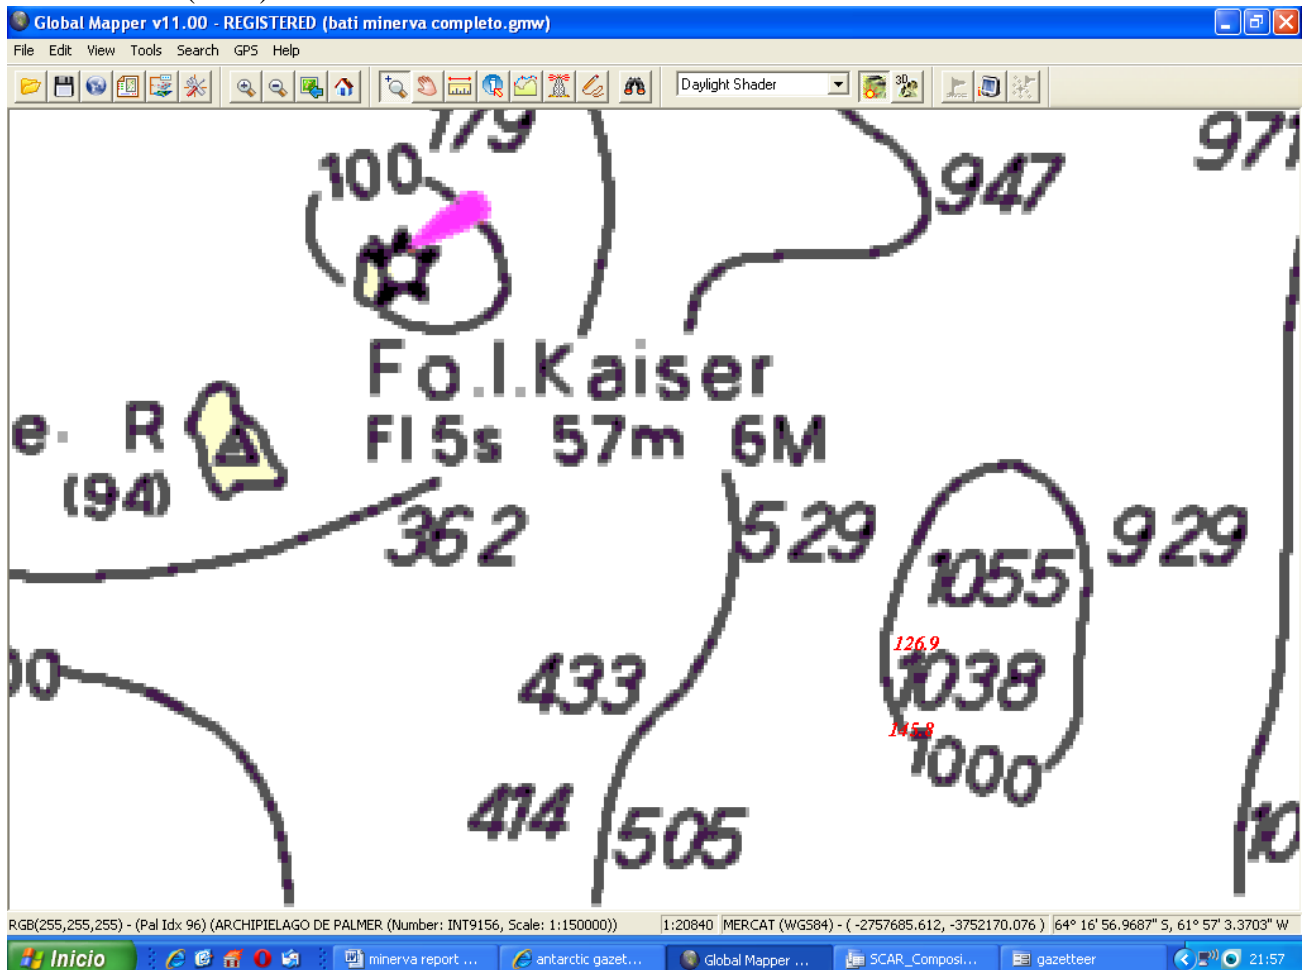 Global Mapper v11.00 - REGISTERED (bati minerva completo.gmw)
File Edit View Tools Search GPS Help
Daylight Shader
3D
179
971
100
947
Fo.I.Kaiser
e. R
Fl 5s 57m 6M
(94)
362
529
929
1055
126.9
00
433
1038
145.8
1000
414
505
10
RGB(255,255,255) - (Pal Idx 96) (ARCHIPIELAGO DE PALMER (Number: INT9156, Scale: 1:150000)) 1:20840 MERCAT (WGS84) - ( -2757685.612, -3752170.076 ) 64° 16' 56.9687" S, 61° 57' 3.3703" W
Inicio minerva report ... antarctic gazet... Global Mapper ... SCAR_Composi... gazetteer 21:57